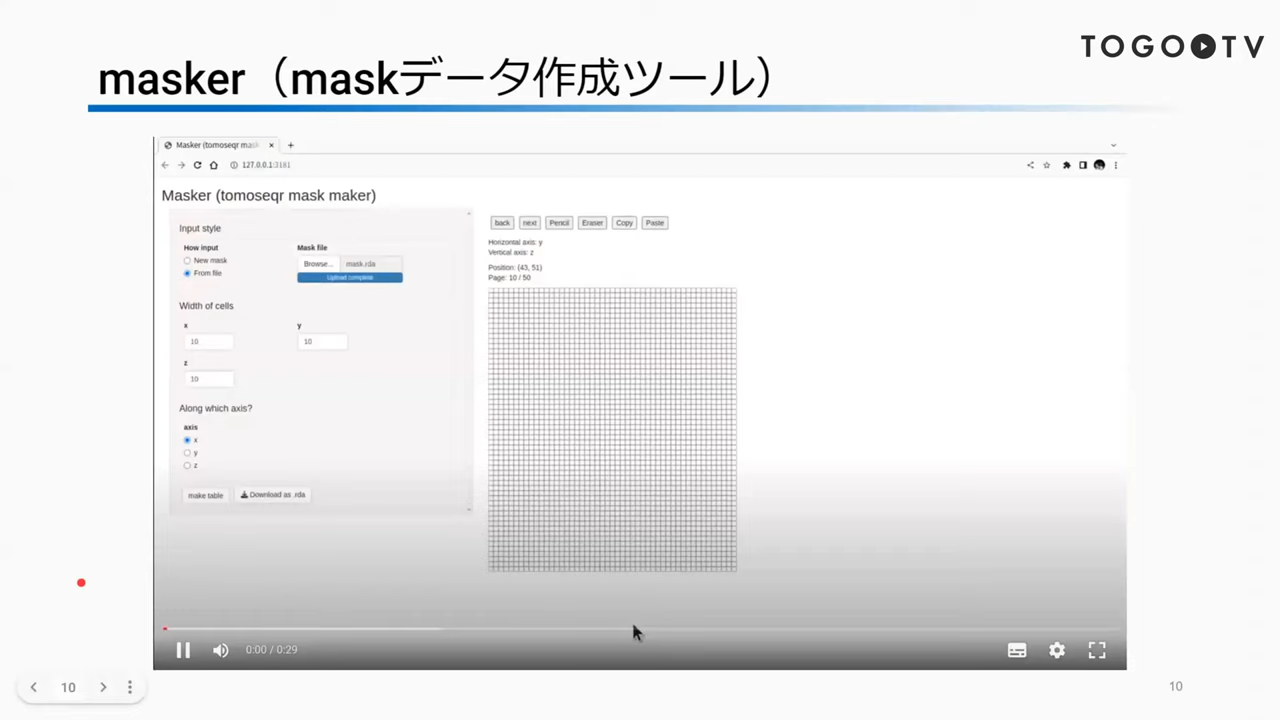 TOGOTV
masker（maskデータ作成ツール）
Masker (tomoseqr mas
127.0.0.1:3181
Masker (tomoseqr mask maker)
Input style
How input
New mask
From file
Mask file
Browse... mask.rda
Upload complete
Width of cells
x
10
y
10
z
10
Along which axis?
axis
x
y
z
make table
Download as .rda
back next Pencil Eraser Copy Paste
Horizontal axis: y
Vertical axis: z
Position: (43, 51)
Page: 10 / 50
0:00 / 0:29
10
10